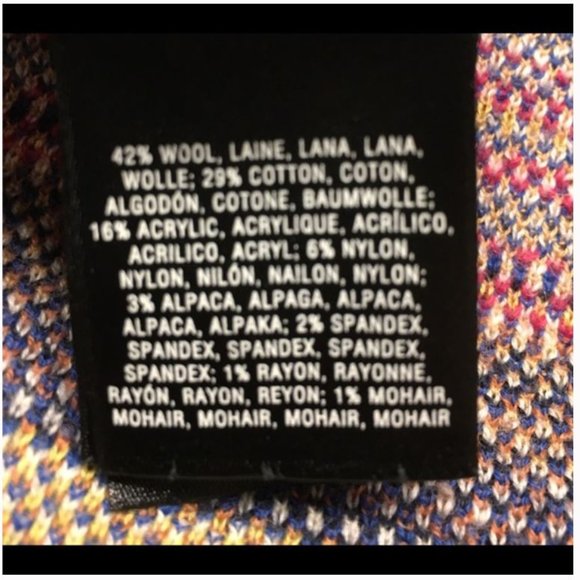 42% WOOL, LAINE, LANA, LANA,
WOLLE; 29% COTTON, COTON,
ALGODÓN, COTONE, BAUMWOLLE;
16% ACRYLIC, ACRYLIQUE, ACRÍLICO,
ACRILICO, ACRYL; 6% NYLON,
NYLON, NILÓN, NAILON, NYLON;
3% ALPACA, ALPAGA, ALPACA,
ALPACA, ALPAKA; 2% SPANDEX,
SPANDEX, SPANDEX, SPANDEX,
SPANDEX; 1% RAYON, RAYONNE,
RAYÓN, RAYON, REYON; 1% MOHAIR,
MOHAIR, MOHAIR, MOHAIR, MOHAIR